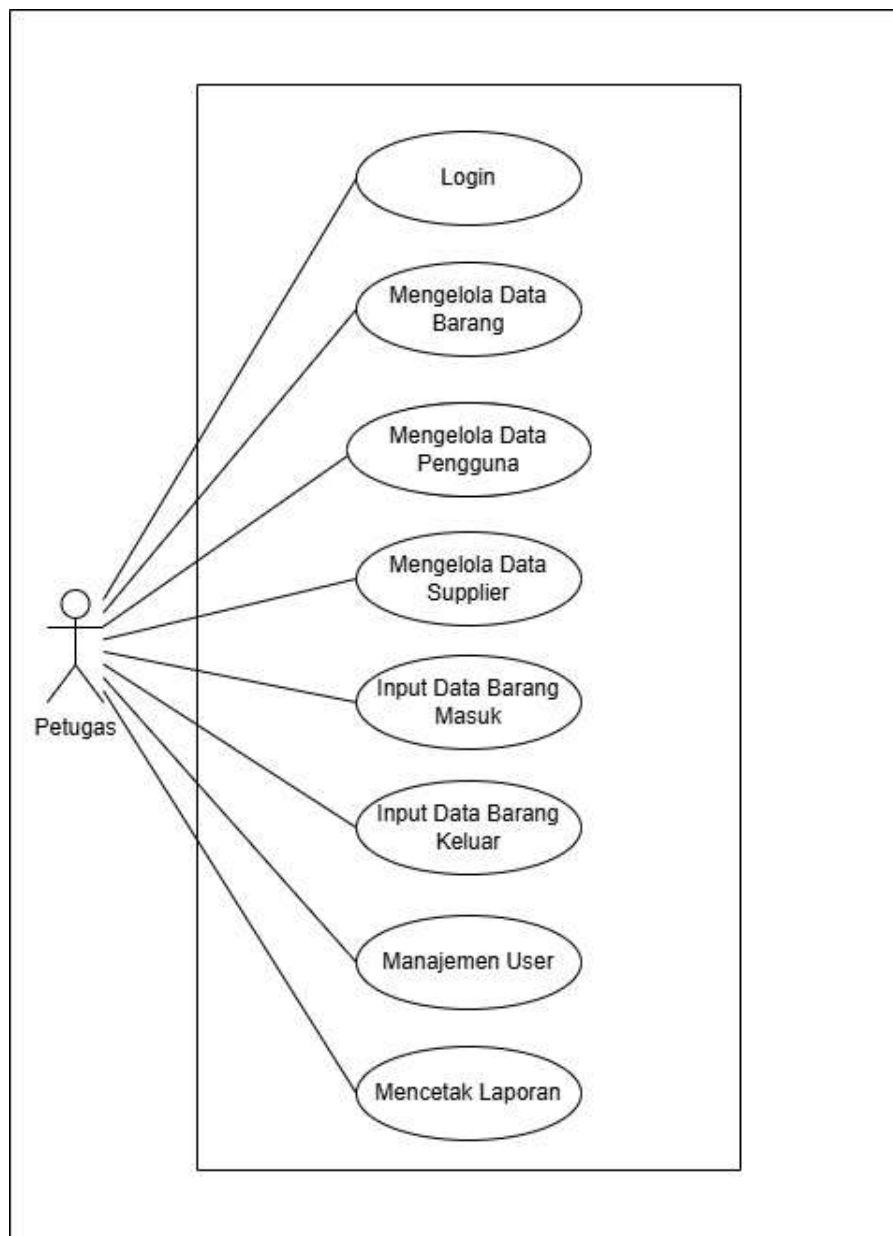 Login
Mengelola Data
Barang
Mengelola Data
Pengguna
Mengelola Data
Supplier
Input Data Barang
Masuk
Petugas
Input Data Barang
Keluar
Manajemen User
Mencetak Laporan